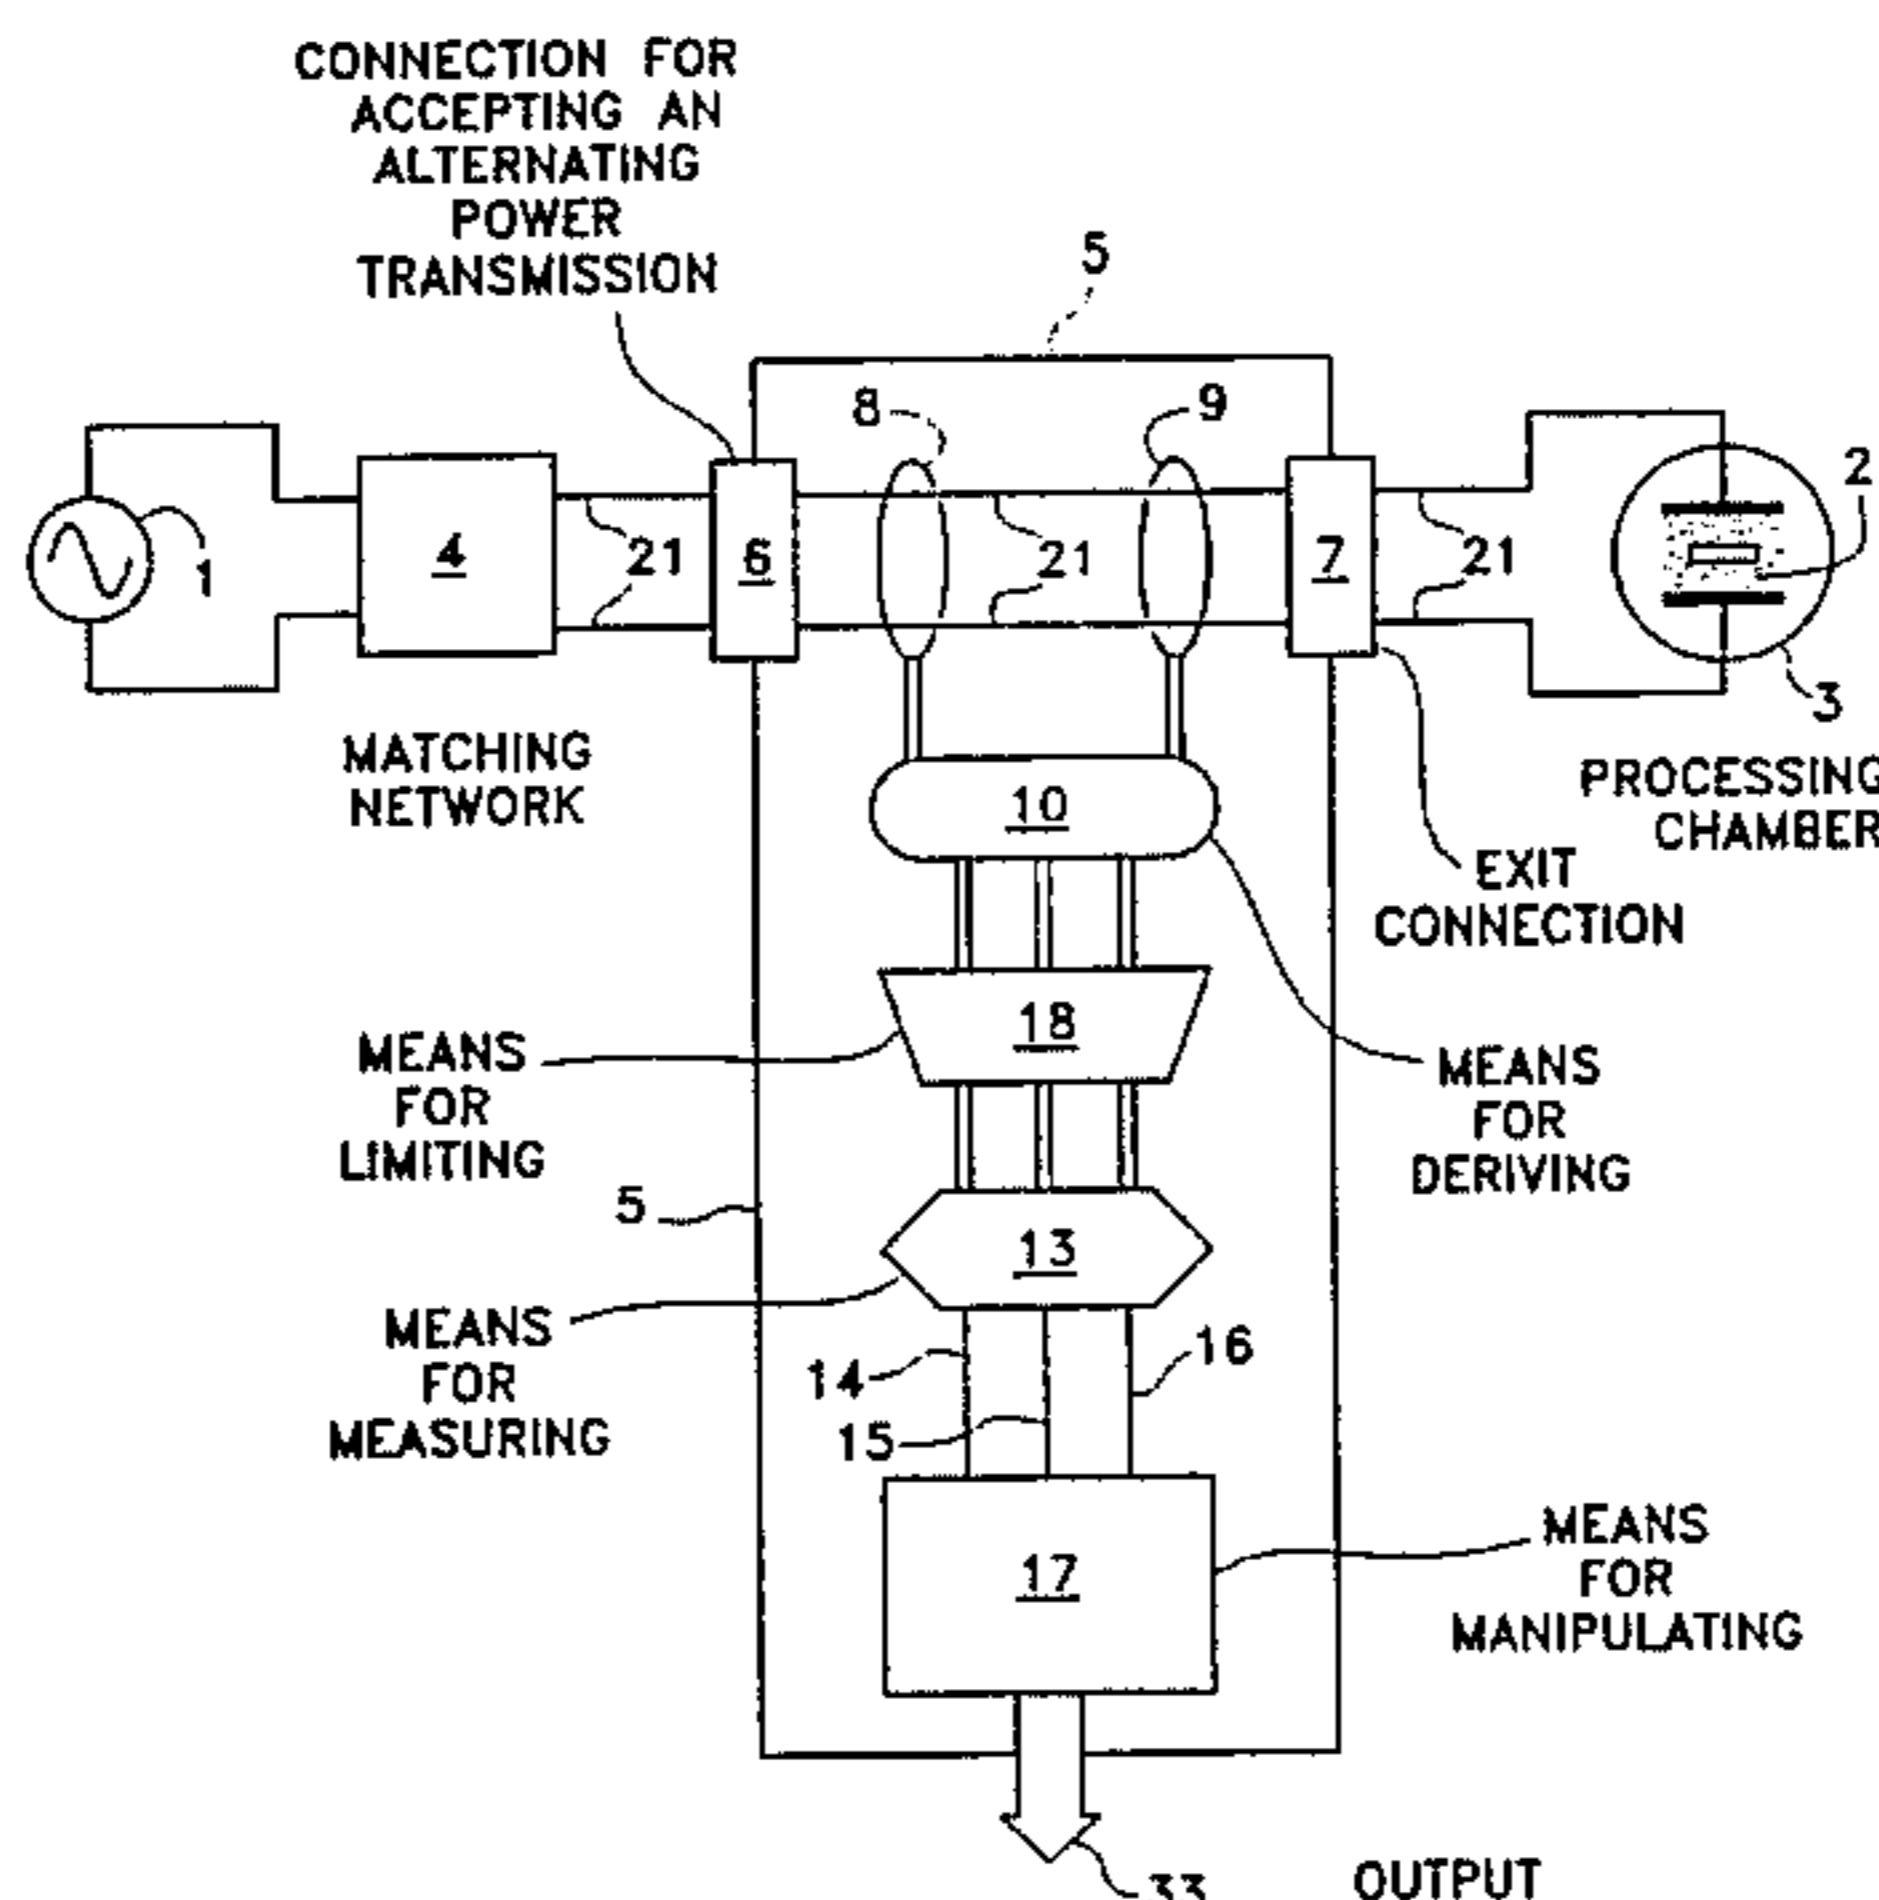 CONNECTION FOR
ACCEPTING AN
ALTERNATING
POWER
TRANSMISSION
5
8
9
2
1
4
21
6
21
7
21
3
MATCHING
NETWORK
10
PROCESSING
CHAMBER
EXIT
CONNECTION
18
MEANS
FOR
LIMITING
MEANS
FOR
DERIVING
5
13
MEANS
FOR
MEASURING
14
16
15
17
MEANS
FOR
MANIPULATING
33
OUTPUT